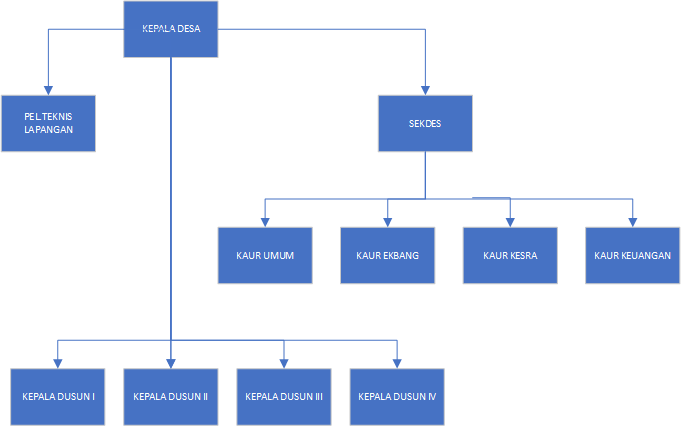 KEPALA DESA
PEL.TEKNIS
LAPANGAN
SEKDES
KAUR UMUM
KAUR EKBANG
KAUR KESRA
KAUR KEUANGAN
KEPALA DUSUN I
KEPALA DUSUN II
KEPALA DUSUN III
KEPALA DUSUN IV